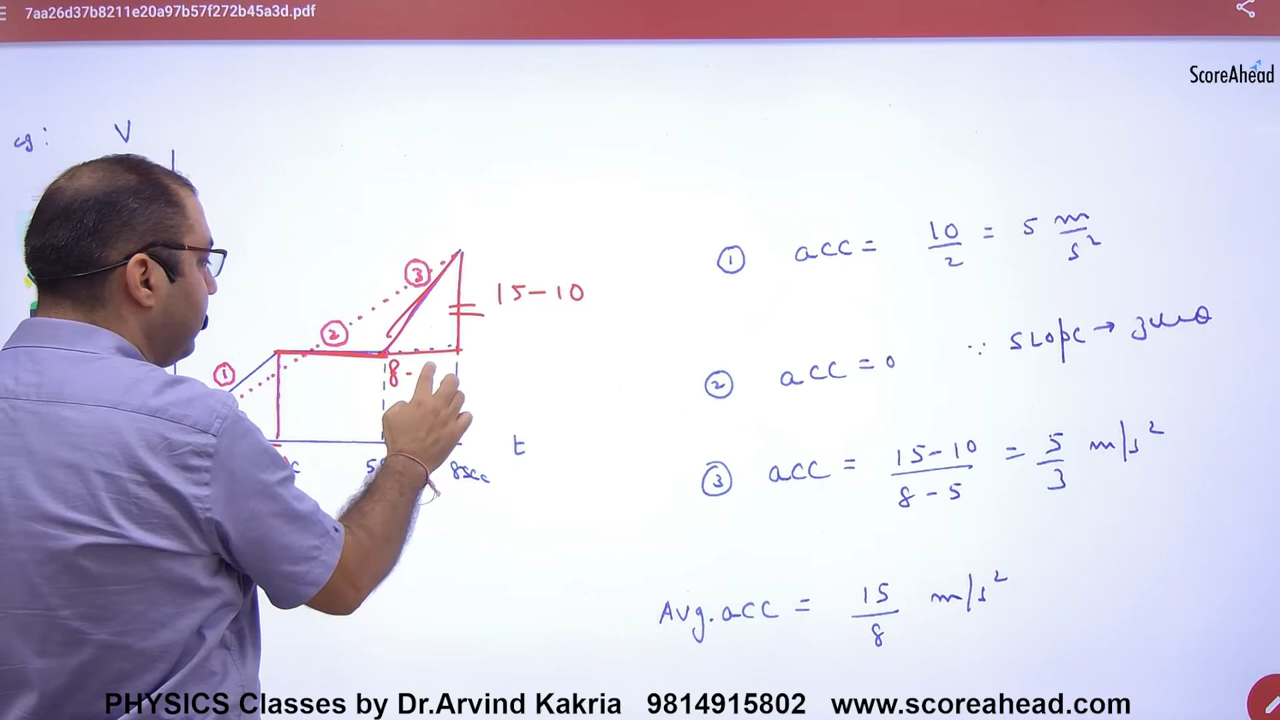 7aa26d37b8211e20a97b57f272b45a3d.pdf
ScoreAhead
eg: V
① acc = 10/2 = 5 m/s²
③
② 15-10
①
∵ slope → zero
② acc = 0
8-
t
8sec
③ acc = 15-10/8-5 = 5/3 m/s²
Avg.acc = 15/8 m/s²
PHYSICS Classes by Dr.Arvind Kakria 9814915802 www.scoreahead.com